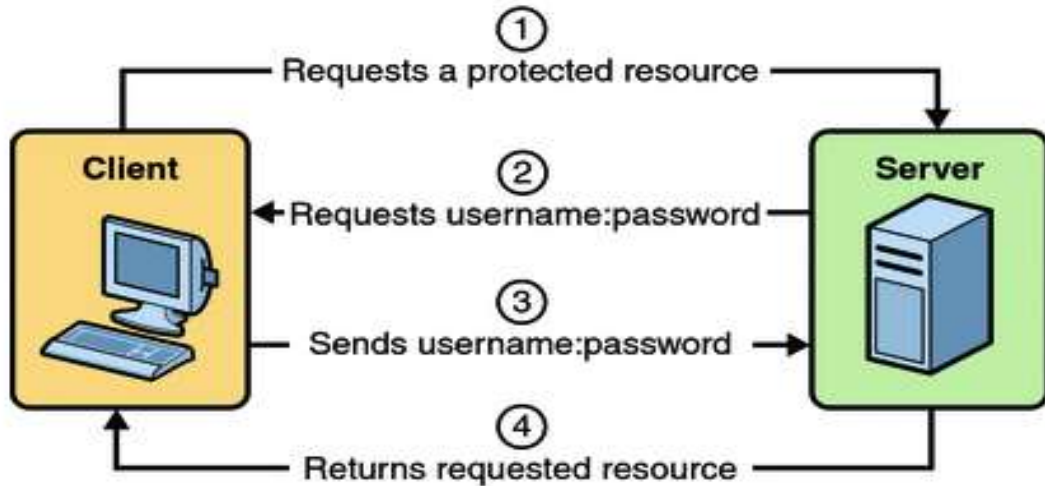 1
Requests a protected resource
Client
Server
2
Requests username:password
3
Sends username:password
4
Returns requested resource